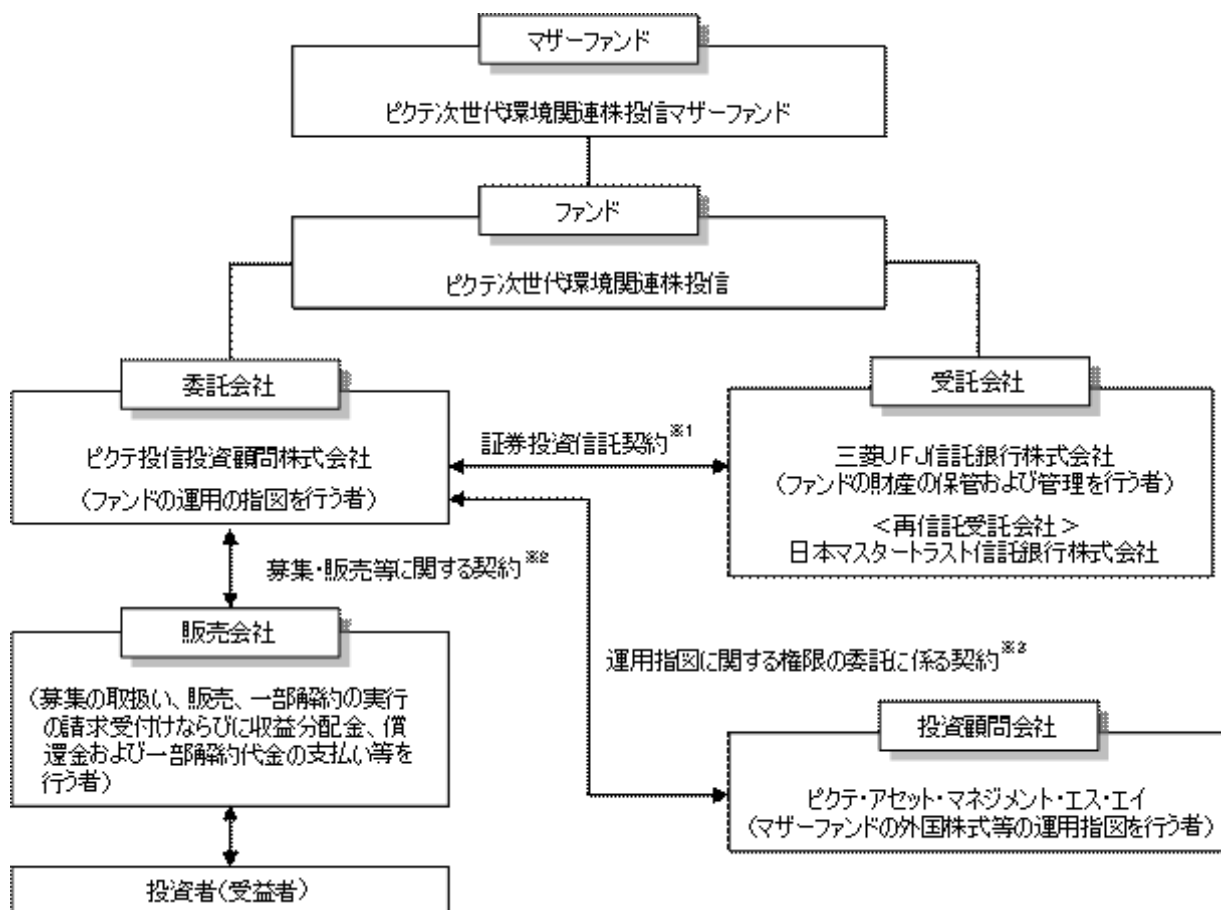 マザーファンド
ピクテ次世代環境関連株投信マザーファンド
ファンド
ピクテ次世代環境関連株投信
委託会社
ピクテ投信投資顧問株式会社
(ファンドの運用の指図を行う者)
証券投資信託契約※1
受託会社
三菱UFJ信託銀行株式会社
(ファンドの財産の保管および管理を行う者)
<再信託受託会社>
日本マスタートラスト信託銀行株式会社
募集・販売等に関する契約※2
販売会社
(募集の取扱い、販売、一部解約の実行
の請求受付けならびに収益分配金、償
還金および一部解約代金の支払い等を
行う者)
運用指図に関する権限の委託に係る契約※3
投資顧問会社
ピクテ・アセット・マネジメント・エス・エイ
(マザーファンドの外国株式等の運用指図を行う者)
投資者(受益者)